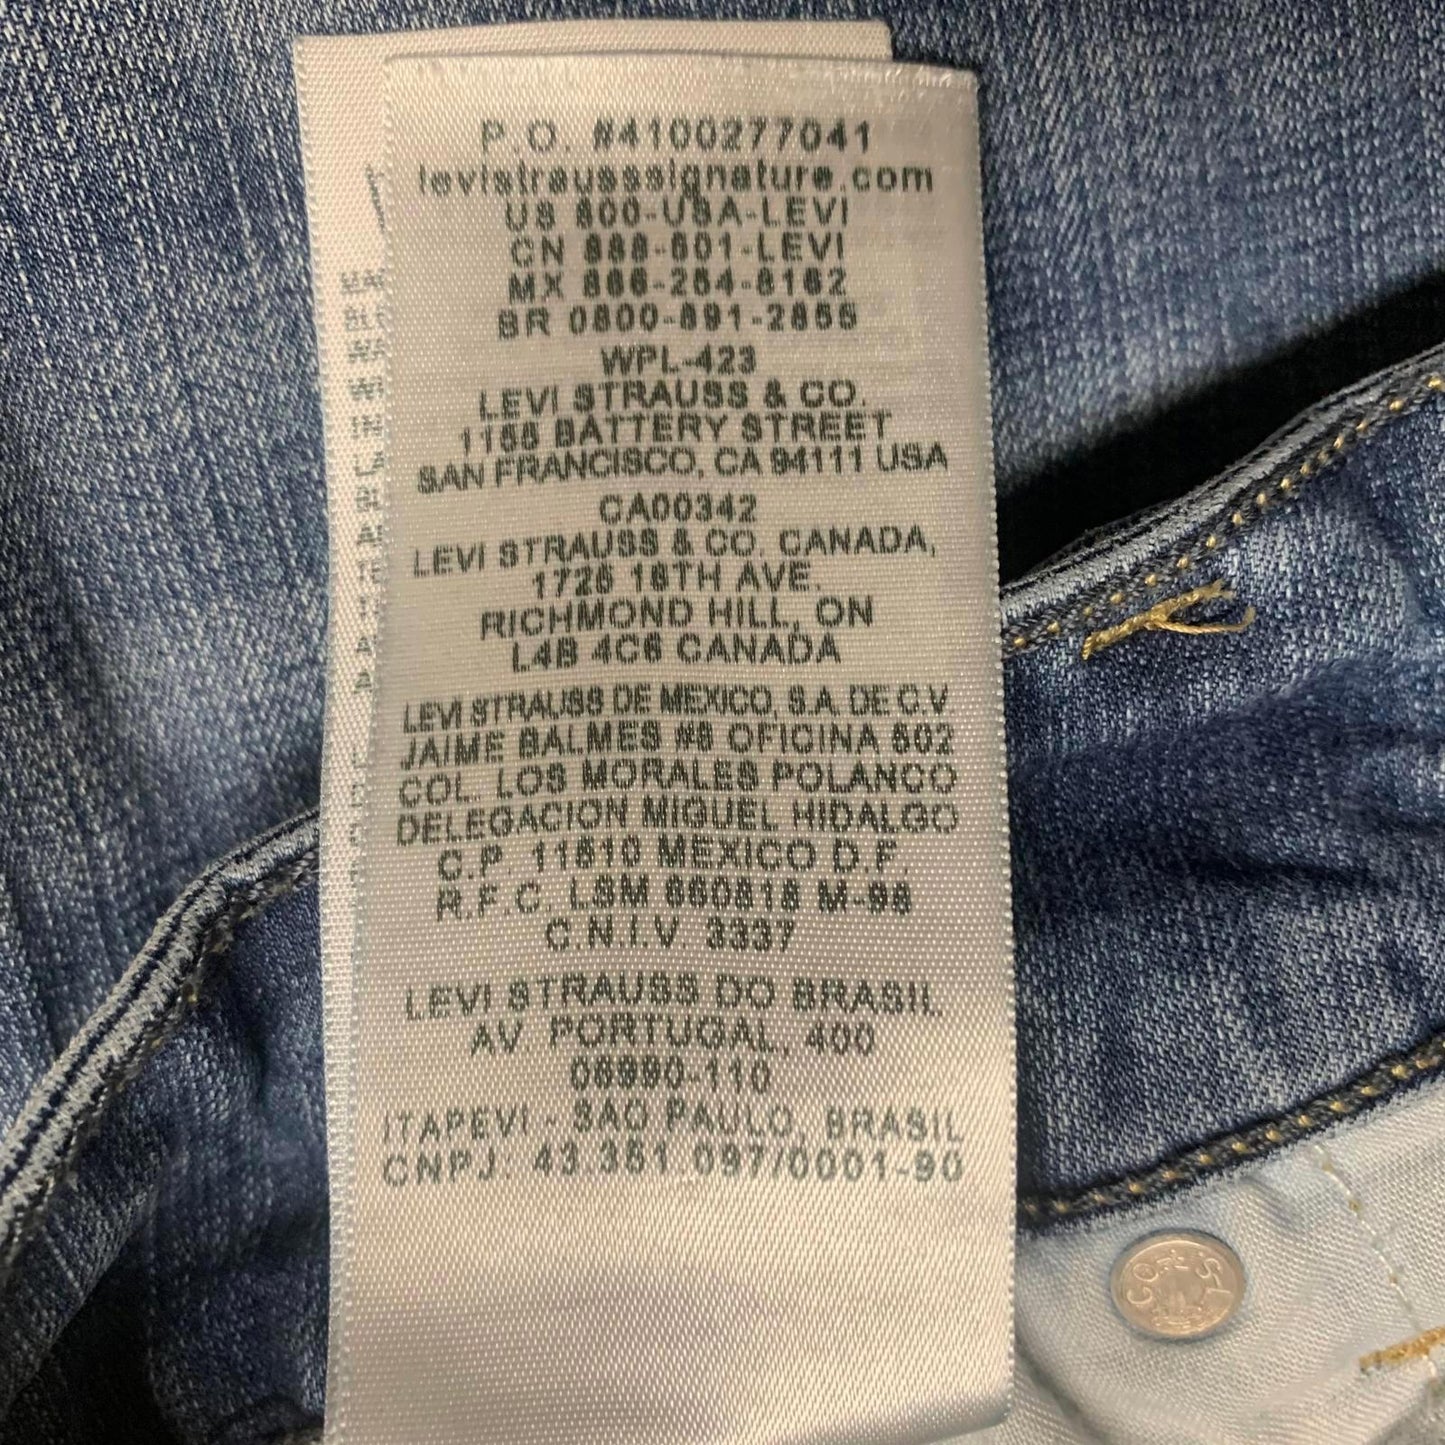 P.O. #4100277041
levistrausssignature.com
US 800-USA-LEVI
CN 888-501-LEVI
MX 866-254-8162
BR 0800-891-2855
WPL-423
LEVI STRAUSS & CO.
1155 BATTERY STREET
SAN FRANCISCO, CA 94111 USA
CA00342
LEVI STRAUSS & CO. CANADA,
1725 16TH AVE.
RICHMOND HILL, ON
L4B 4C6 CANADA
LEVI STRAUSS DE MEXICO, S.A. DE C.V
JAIME BALMES #8 OFICINA 602
COL. LOS MORALES POLANCO
DELEGACION MIGUEL HIDALGO
C.P. 11510 MEXICO D.F.
R.F.C. LSM 660818 M-98
C.N.I.V. 3337
LEVI STRAUSS DO BRASIL
AV. PORTUGAL, 400
06690-110
ITAPEVI - SAO PAULO, BRASIL
CNPJ. 43.351.097/0001-90